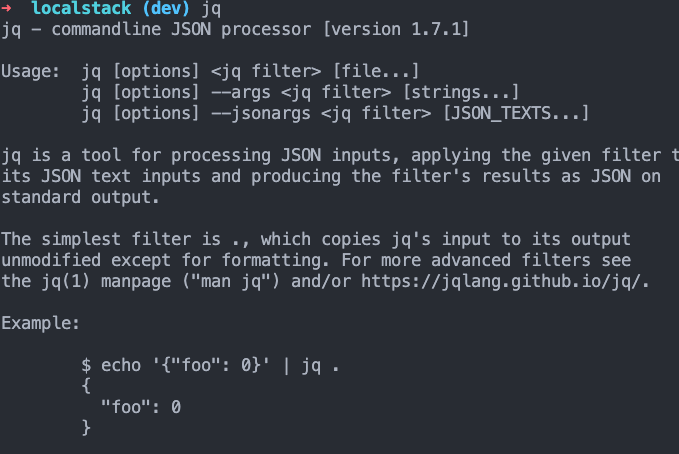 ➜  localstack (dev) jq
jq - commandline JSON processor [version 1.7.1]

Usage:  jq [options] <jq filter> [file...]
        jq [options] --args <jq filter> [strings...]
        jq [options] --jsonargs <jq filter> [JSON_TEXTS...]

jq is a tool for processing JSON inputs, applying the given filter t
its JSON text inputs and producing the filter's results as JSON on
standard output.

The simplest filter is ., which copies jq's input to its output
unmodified except for formatting. For more advanced filters see
the jq(1) manpage ("man jq") and/or https://jqlang.github.io/jq/.

Example:

        $ echo '{"foo": 0}' | jq .
        {
          "foo": 0
        }